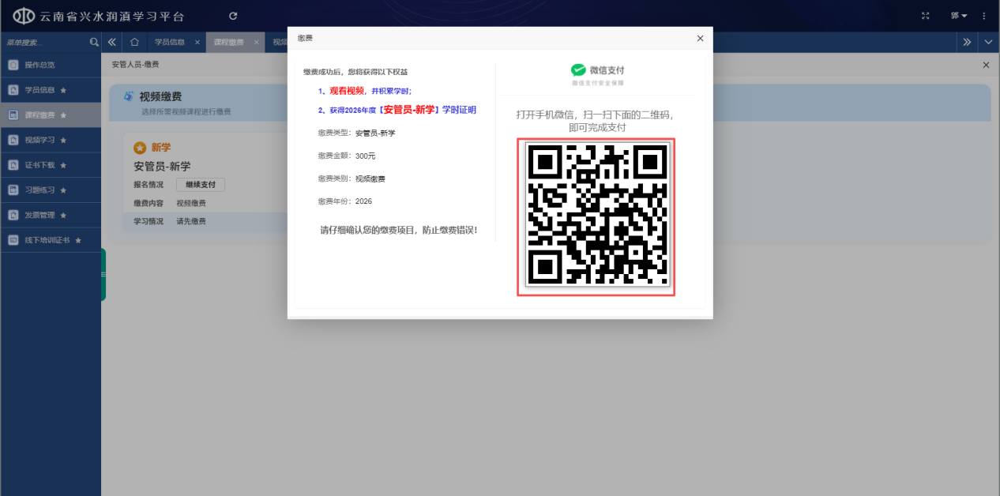 云南省兴水润滇学习平台
郭
菜单搜索...
学员信息
课程缴费
视频
操作总览
学员信息
课程缴费
视频学习
证书下载
习题练习
发票管理
线下培训证书
安管人员-缴费
视频缴费
选择所需视频课程进行缴费
新学
安管员-新学
报名情况 继续支付
缴费内容 视频缴费
学习情况 请先缴费
缴费
缴费成功后，您将获得以下权益
1、观看视频，并积累学时；
2、获得2026年度【安管员-新学】学时证明
缴费类型：安管员-新学
缴费金额：300元
缴费类别：视频缴费
缴费年份：2026
请仔细确认您的缴费项目，防止缴费错误！
微信支付
微信支付安全保障
打开手机微信，扫一扫下面的二维码，
即可完成支付